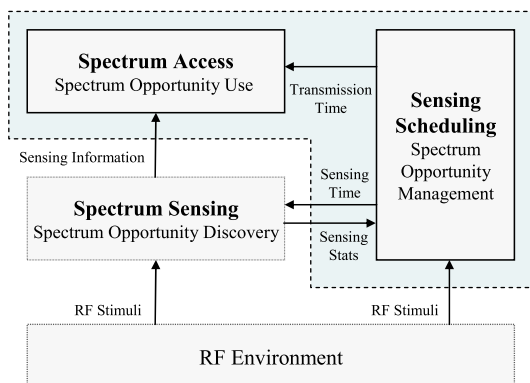 Spectrum Access
Spectrum Opportunity Use
Transmission
Time
Sensing
Scheduling
Spectrum
Opportunity
Management
Sensing Information
Spectrum Sensing
Spectrum Opportunity Discovery
Sensing
Time
Sensing
Stats
RF Stimuli
RF Stimuli
RF Environment